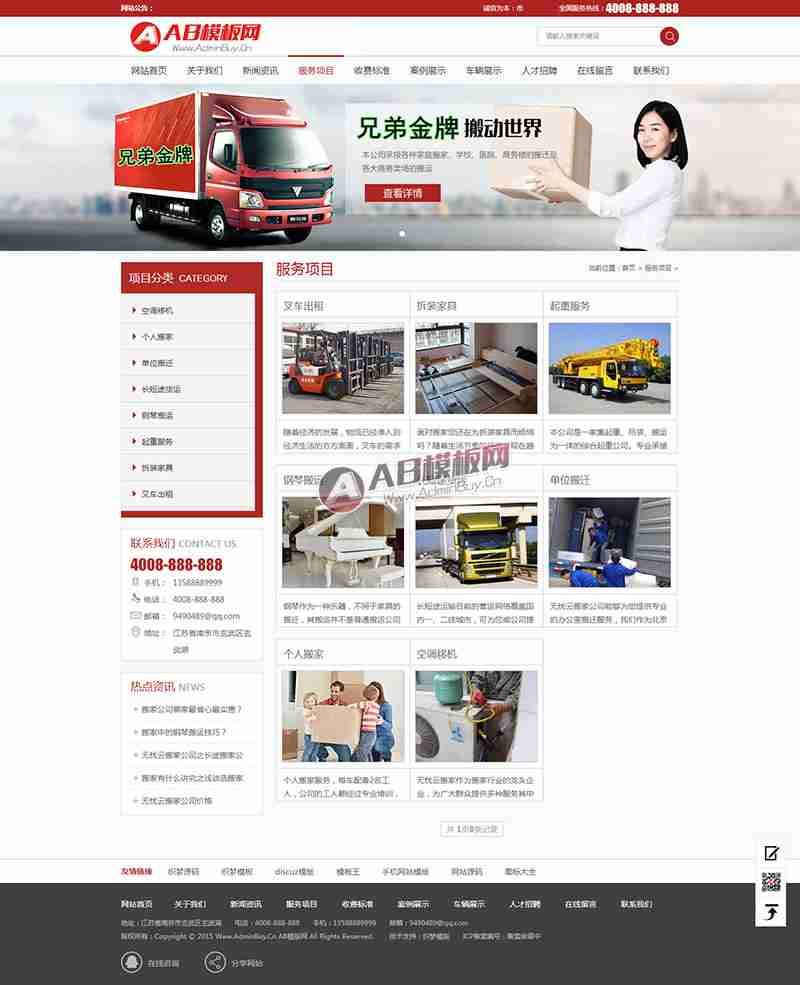 网站公告：
诚信为本：市
全国服务热线：4008-888-888
AB模板网
Www.AdminBuy.Cn
请输入搜索关键词
网站首页 关于我们 新闻资讯 服务项目 收费标准 案例展示 车辆展示 人才招聘 在线留言 联系我们
兄弟金牌
兄弟金牌 搬动世界
本公司承接各种家庭搬家、学校、医院、商务楼的搬迁及
各大商务卖场的搬运
查看详情
项目分类 CATEGORY
空调移机
个人搬家
单位搬迁
长短途货运
钢琴搬运
起重服务
拆装家具
叉车出租
联系我们 CONTACT US
4008-888-888
手机： 13588889999
电话： 4008-888-888
邮箱： 9490489@qq.com
地址： 江苏省南京市玄武区玄
武湖
热点资讯 NEWS
搬家公司哪家最省心最实惠？
搬家中的钢琴搬运技巧？
无忧云搬家公司之长途搬家公
搬家有什么讲究之浅谈选搬家
无忧云搬家公司价格
服务项目
当前位置：首页 > 服务项目 >
叉车出租 拆装家具 起重服务
随着经济的发展，物流已经渗入到
经济生活的方方面面，叉车的需求
面对搬家您还在为拆装家具而烦恼
本公司是一家集起重、吊装、搬运
为一体的综合起重公司。专业承接
AB模板网
Www.AdminBuy.Cn
钢琴搬运
单位搬迁
钢琴作为一种乐器，不同于家具的
搬迁，其搬运并不是普通搬运公司
长短途运输目前的营运网络覆盖国
内一、二线城市，可为您或公司提
无忧云搬家公司能够为您提供专业
的办公室搬迁服务，我们作为北京
个人搬家 空调移机
个人搬家服务，每车配备2名工
人，公司的工人都经过专业培训，
无忧云搬家作为搬家行业的龙头企
业，为广大群众提供多种服务其中
共 1页8条记录
友情链接 织梦源码 织梦模板 discuz模板 模板王 手机网站模板 网站源码 图标大全
网站首页 关于我们 新闻资讯 服务项目 收费标准 案例展示 车辆展示 人才招聘 在线留言 联系我们
地址：江苏省南京市玄武区玄武湖 电话：4008-888-888 手机：13588889999 邮箱：9490489@qq.com
版权所有：Copyright © 2015 Www.AdminBuy.Cn AB模板网 All Rights Reserved. 技术支持：织梦模板 ICP备案编号：备案办理中
在线咨询 分享网站